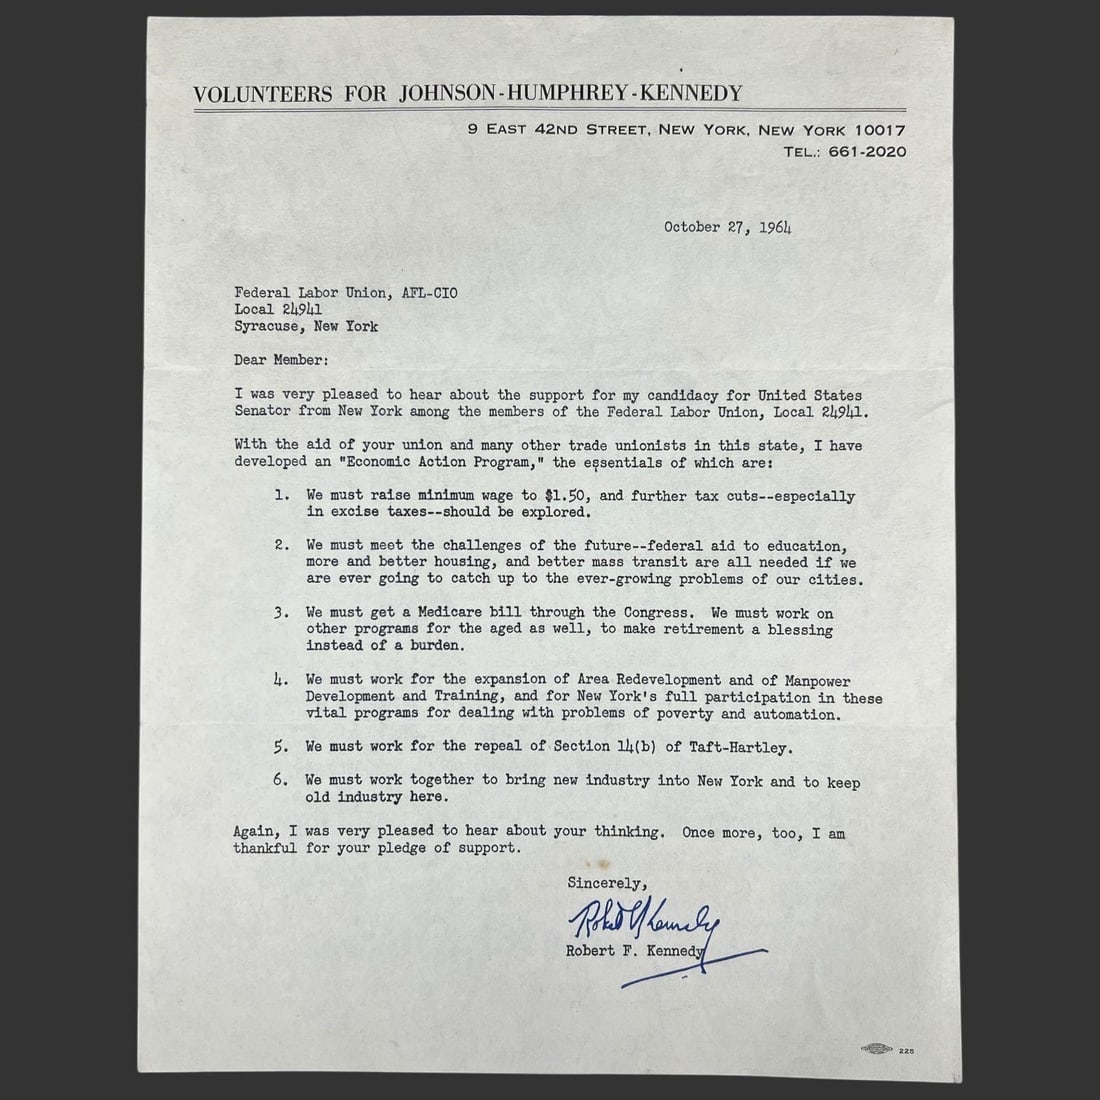 VOLUNTEERS FOR JOHNSON-HUMPHREY-KENNEDY
9 EAST 42ND STREET, NEW YORK, NEW YORK 10017
TEL.: 661-2020
October 27, 1964
Federal Labor Union, AFL-CIO
Local 24941
Syracuse, New York
Dear Member:
I was very pleased to hear about the support for my candidacy for United States
Senator from New York among the members of the Federal Labor Union, Local 24941.
With the aid of your union and many other trade unionists in this state, I have
developed an "Economic Action Program," the essentials of which are:
1. We must raise minimum wage to $1.50, and further tax cuts--especially
in excise taxes--should be explored.
2. We must meet the challenges of the future--federal aid to education,
more and better housing, and better mass transit are all needed if we
are ever going to catch up to the ever-growing problems of our cities.
3. We must get a Medicare bill through the Congress. We must work on
other programs for the aged as well, to make retirement a blessing
instead of a burden.
4. We must work for the expansion of Area Redevelopment and of Manpower
Development and Training, and for New York's full participation in these
vital programs for dealing with problems of poverty and automation.
5. We must work for the repeal of Section 14(b) of Taft-Hartley.
6. We must work together to bring new industry into New York and to keep
old industry here.
Again, I was very pleased to hear about your thinking. Once more, too, I am
thankful for your pledge of support.
Sincerely,
Robert F Kennedy
Robert F. Kennedy
225